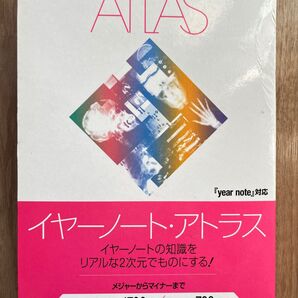 ATLAS
『year note』対応
イヤーノート・アトラス
イヤーノートの知識を
リアルな2次元でものにする!
メジャーからマイナーまで